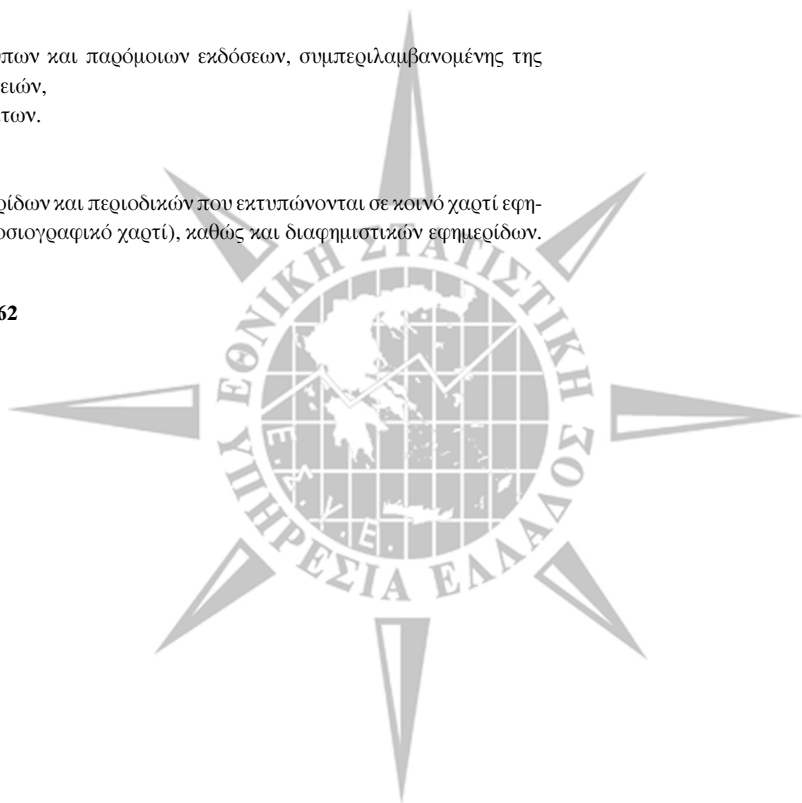 πων και παρόμοιων εκδόσεων, συμπεριλαμβανομένης της
ειών,
των.
ρίδων και περιοδικών που εκτυπώνονται σε κοινό χαρτί εφη-
οσιογραφικό χαρτί), καθώς και διαφημιστικών εφημερίδων.
62
ΕΘΝΙΚΗ ΣΤΑΤΙΣΤΙΚΗ
ΥΠΗΡΕΣΙΑ ΕΛΛΑΔΟΣ
Ε.Σ.Υ.Ε.